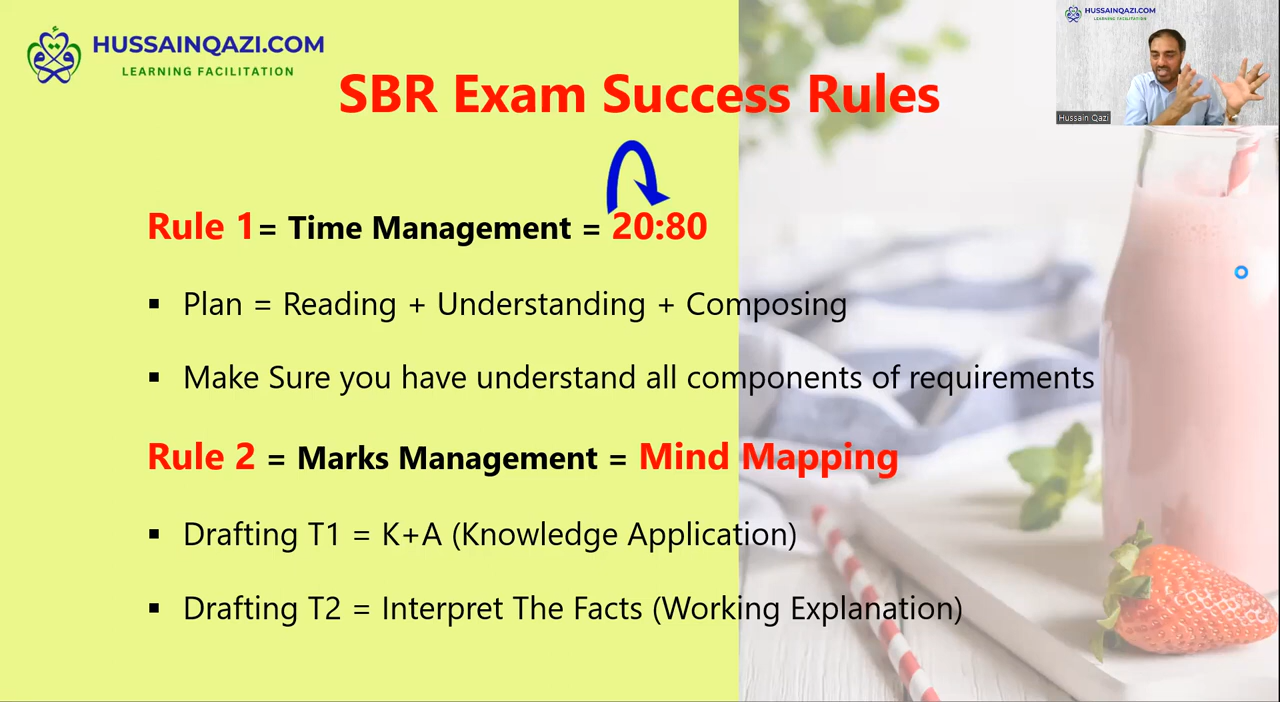 HUSSAINQAZI.COM
LEARNING FACILITATION
HUSSAINQAZI.COM
LEARNING FACILITATION
Hussain Qazi
SBR Exam Success Rules
Rule 1= Time Management = 20:80
▪ Plan = Reading + Understanding + Composing
▪ Make Sure you have understand all components of requirements
Rule 2 = Marks Management = Mind Mapping
▪ Drafting T1 = K+A (Knowledge Application)
▪ Drafting T2 = Interpret The Facts (Working Explanation)